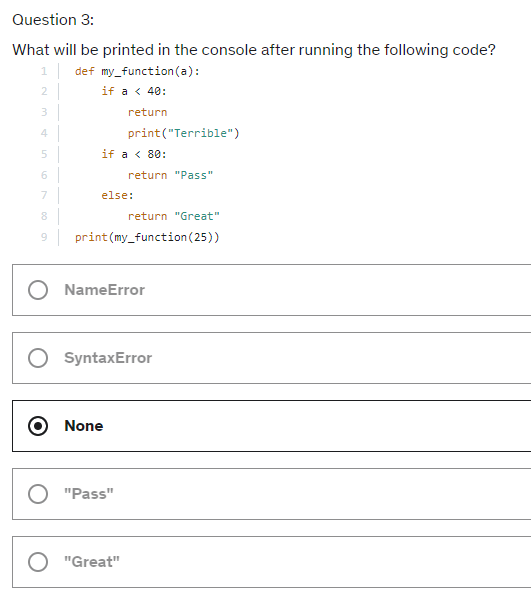 Question 3:
What will be printed in the console after running the following code?
1 def my_function(a):
2 if a < 40:
3 return
4 print("Terrible")
5 if a < 80:
6 return "Pass"
7 else:
8 return "Great"
9 print(my_function(25))
NameError
SyntaxError
None
"Pass"
"Great"